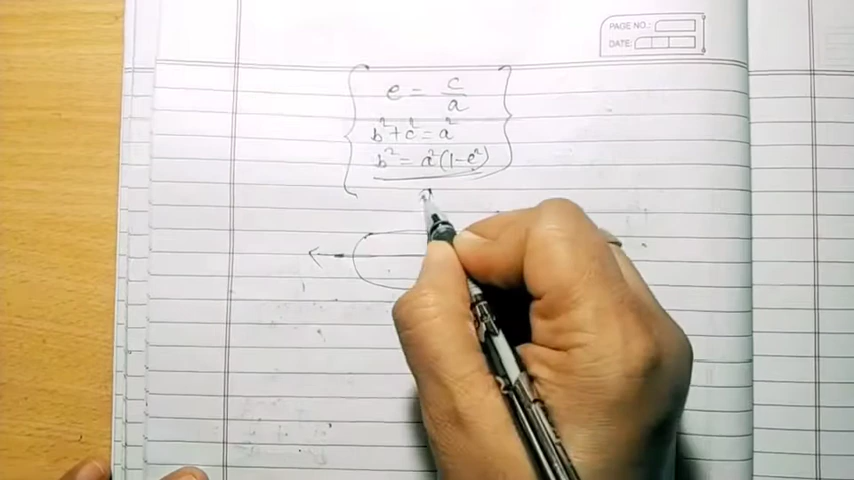 PAGE NO.:
DATE:
e = c/a
b² + c² = a²
b² = a²(1-e²)